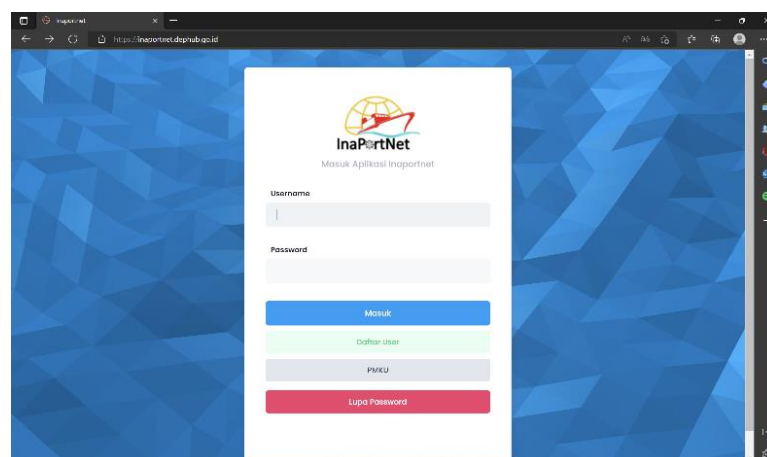 Inaportnet
https://inaportnet.dephub.go.id
InaPortNet
Masuk Aplikasi Inaportnet
Username
Password
Masuk
Daftar User
PMKU
Lupa Password